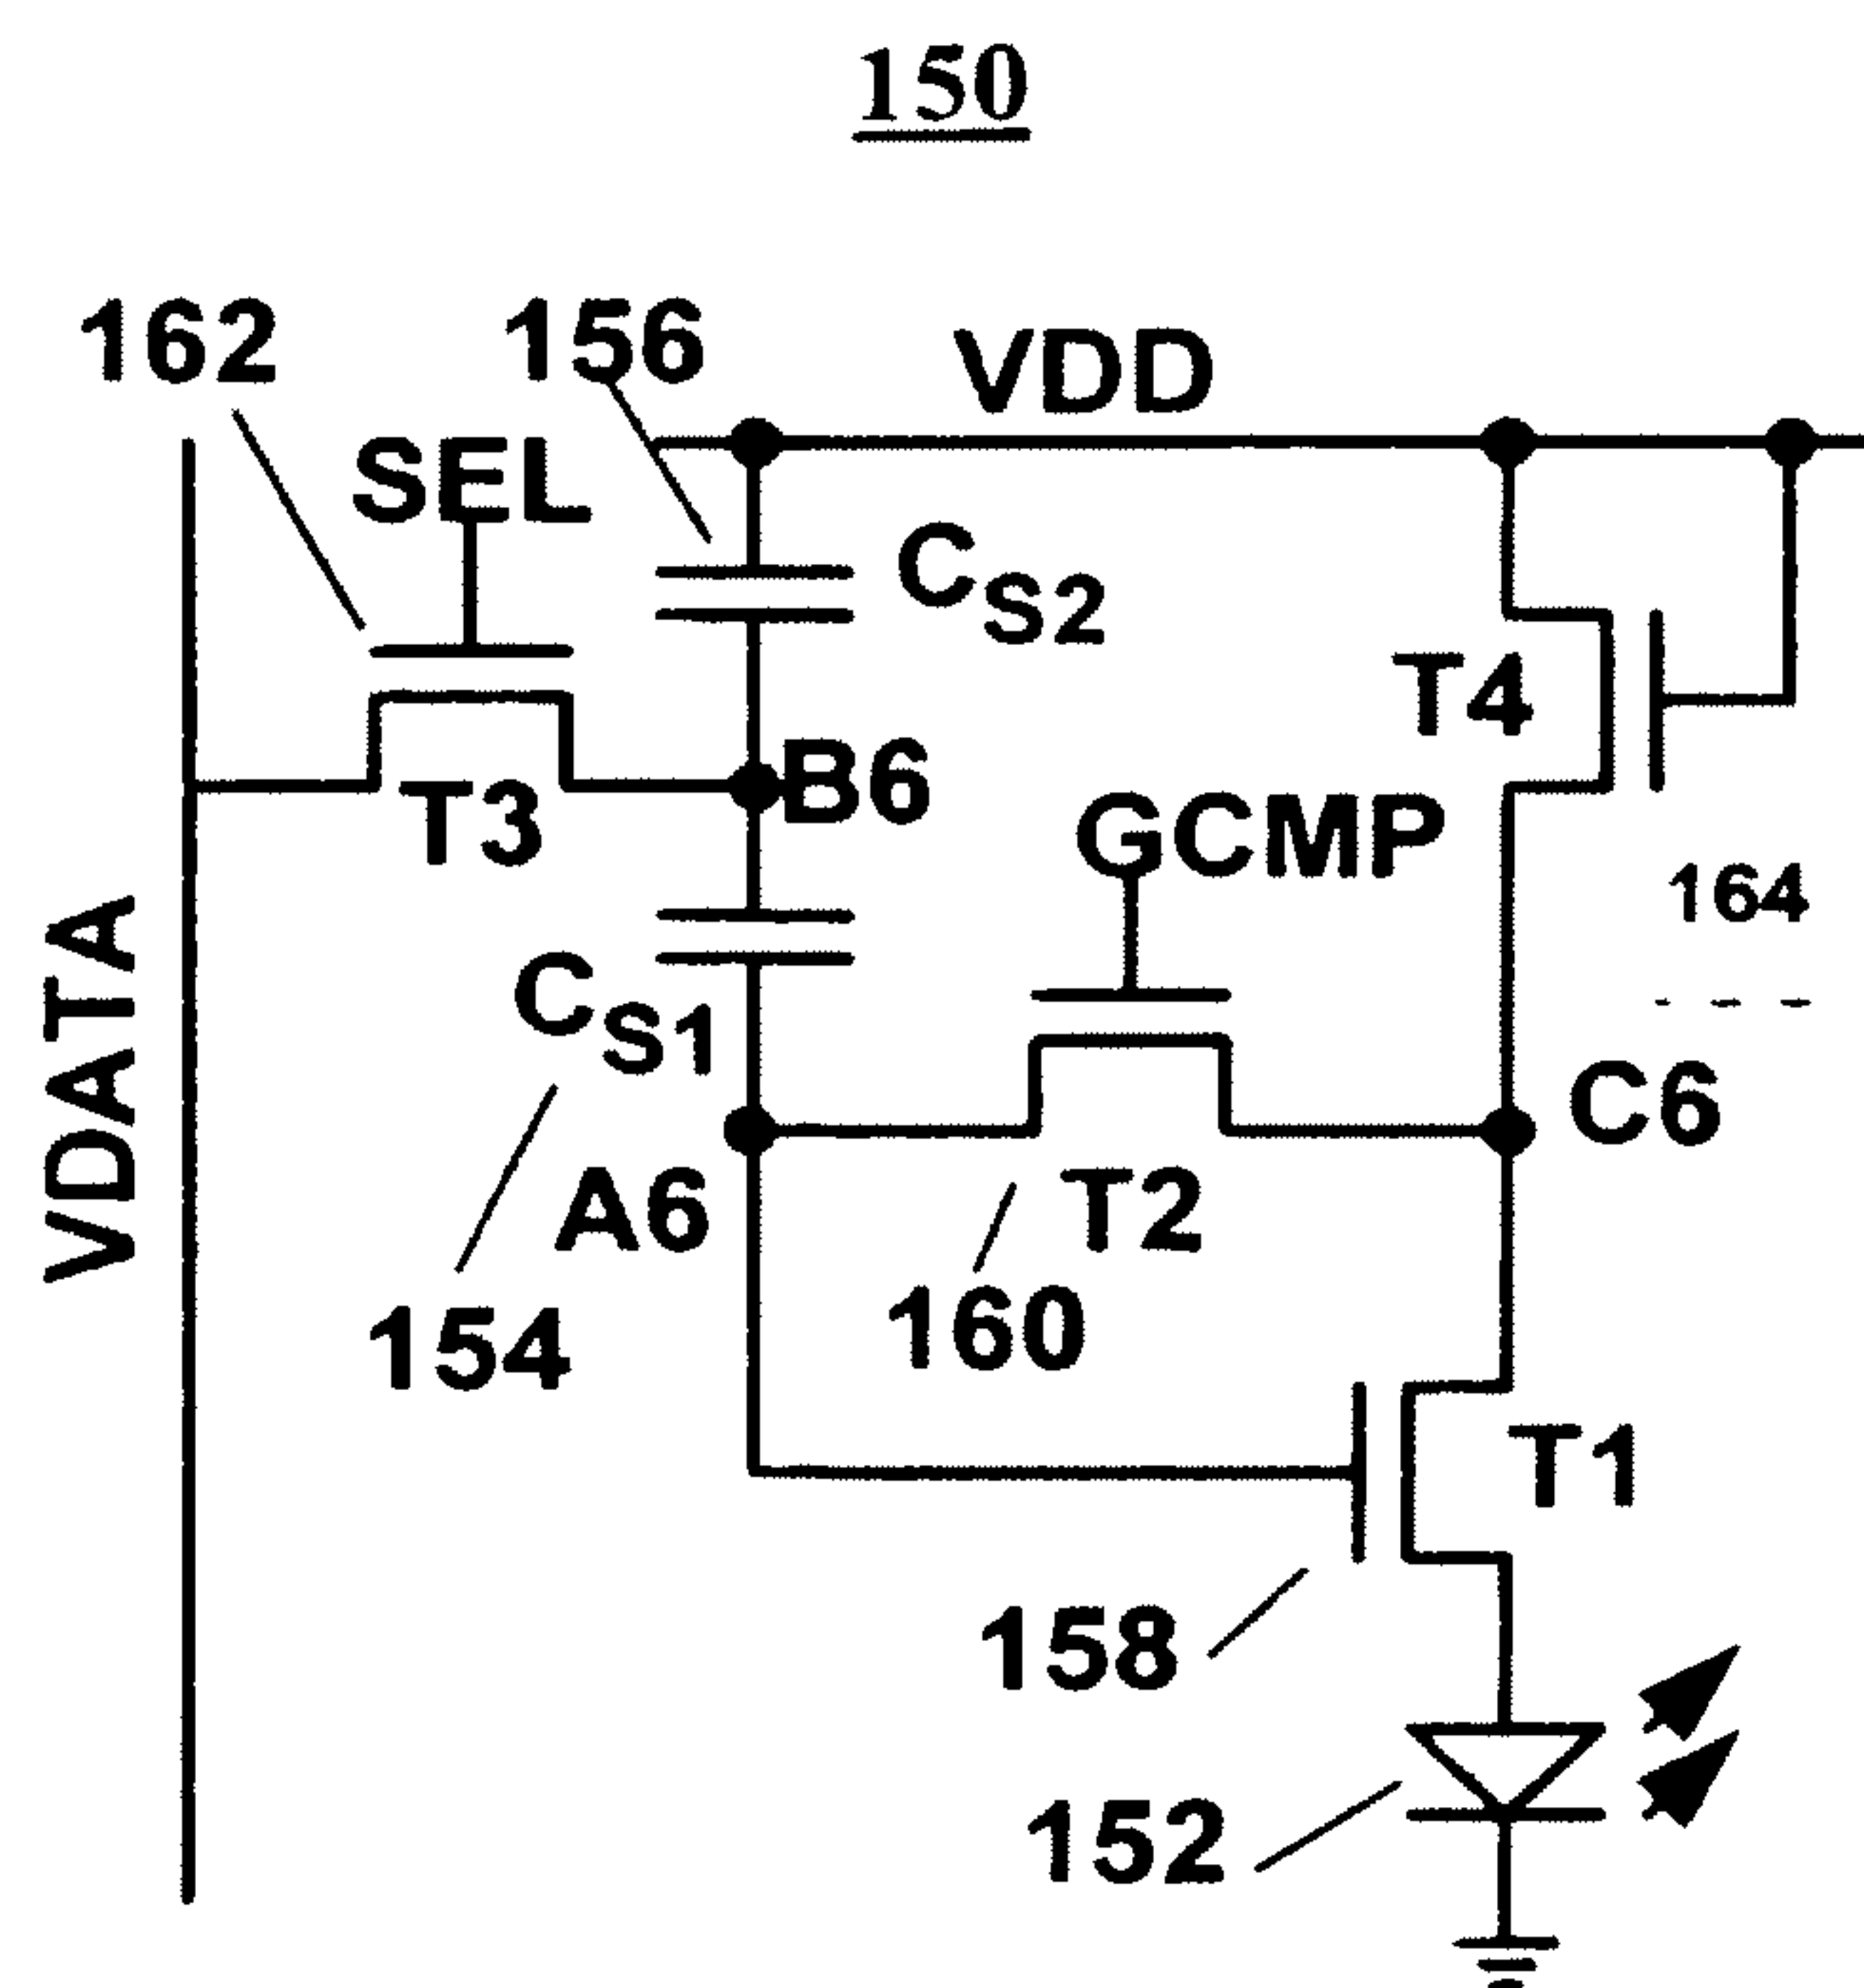 150
162
156
VDD
SEL
CS2
T4
B6
T3
GCMP
164
VDATA
CS1
C6
A6
T2
154
160
T1
158
152